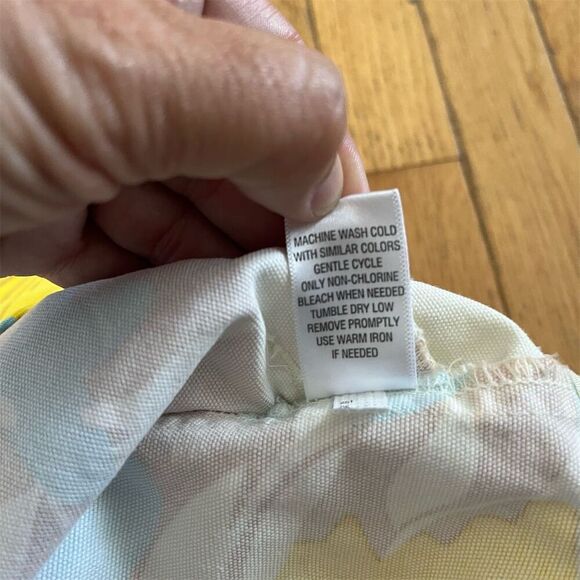 MACHINE WASH COLD
WITH SIMILAR COLORS
GENTLE CYCLE
ONLY NON-CHLORINE
BLEACH WHEN NEEDED
TUMBLE DRY LOW
REMOVE PROMPTLY
USE WARM IRON
IF NEEDED